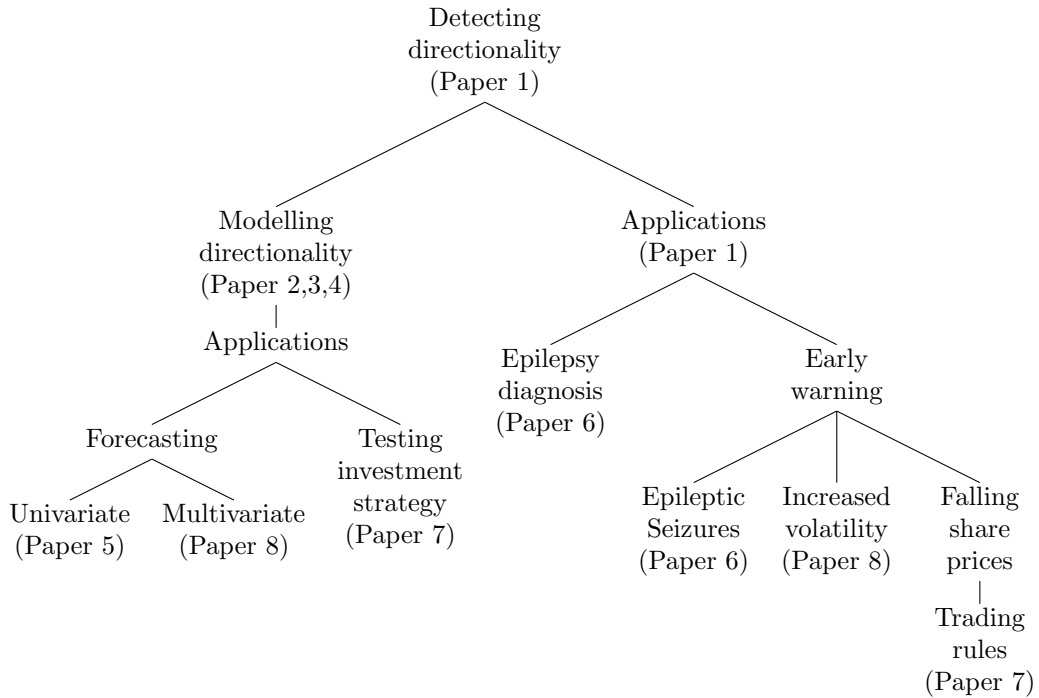 Detecting
directionality
(Paper 1)
Modelling
directionality
(Paper 2,3,4)
Applications
(Paper 1)
Applications
Epilepsy
diagnosis
(Paper 6)
Early
warning
Forecasting
Testing
investment
strategy
(Paper 7)
Univariate
(Paper 5)
Multivariate
(Paper 8)
Epileptic
Seizures
(Paper 6)
Increased
volatility
(Paper 8)
Falling
share
prices
Trading
rules
(Paper 7)